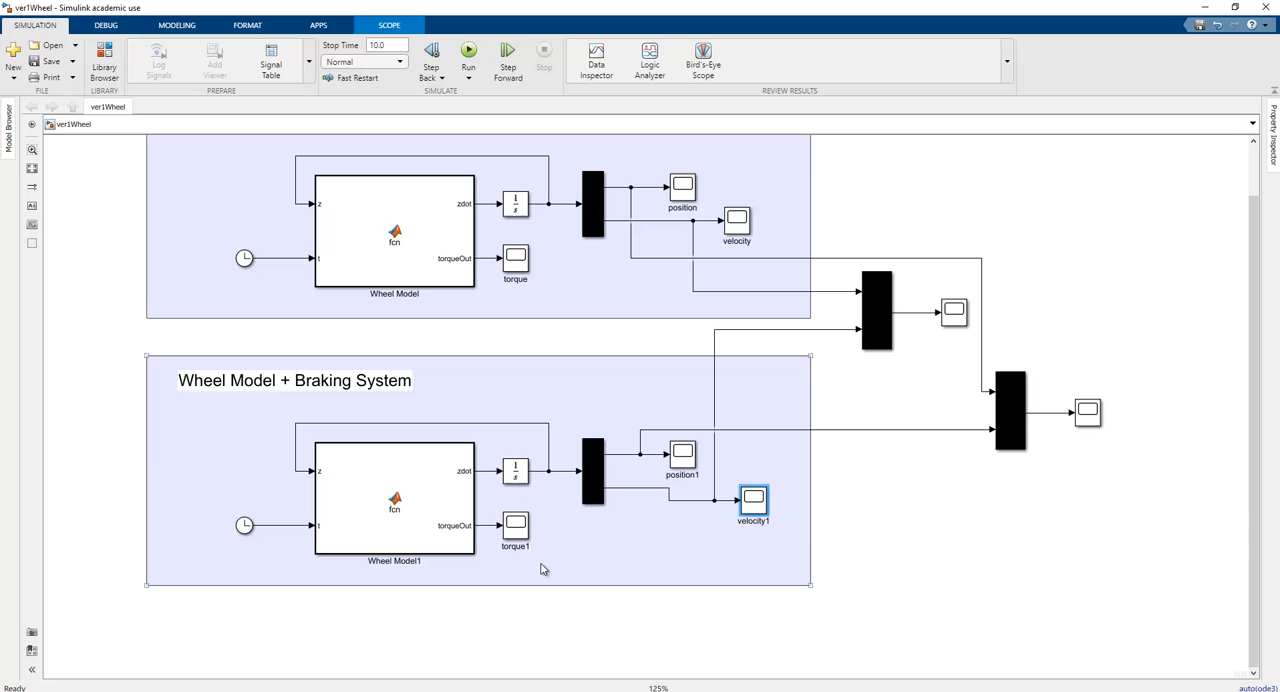 ver1Wheel - Simulink academic use
SIMULATION
DEBUG
MODELING
FORMAT
APPS
SCOPE
New
Open
Save
Print
FILE
Library
Browser
LIBRARY
Log
Signals
Add
Viewer
Signal
Table
PREPARE
Stop Time
10.0
Normal
Fast Restart
Step
Back
Run
Step
Forward
Stop
SIMULATE
Data
Inspector
Logic
Analyzer
Bird's-Eye
Scope
REVIEW RESULTS
Model Browser
ver1Wheel
ver1Wheel
Property Inspector
z
t
fcn
zdot
torqueOut
Wheel Model
1
s
torque
position
velocity
Wheel Model + Braking System
z
t
fcn
zdot
torqueOut
Wheel Model1
1
s
torque1
position1
velocity1
Ready
125%
auto(ode3)